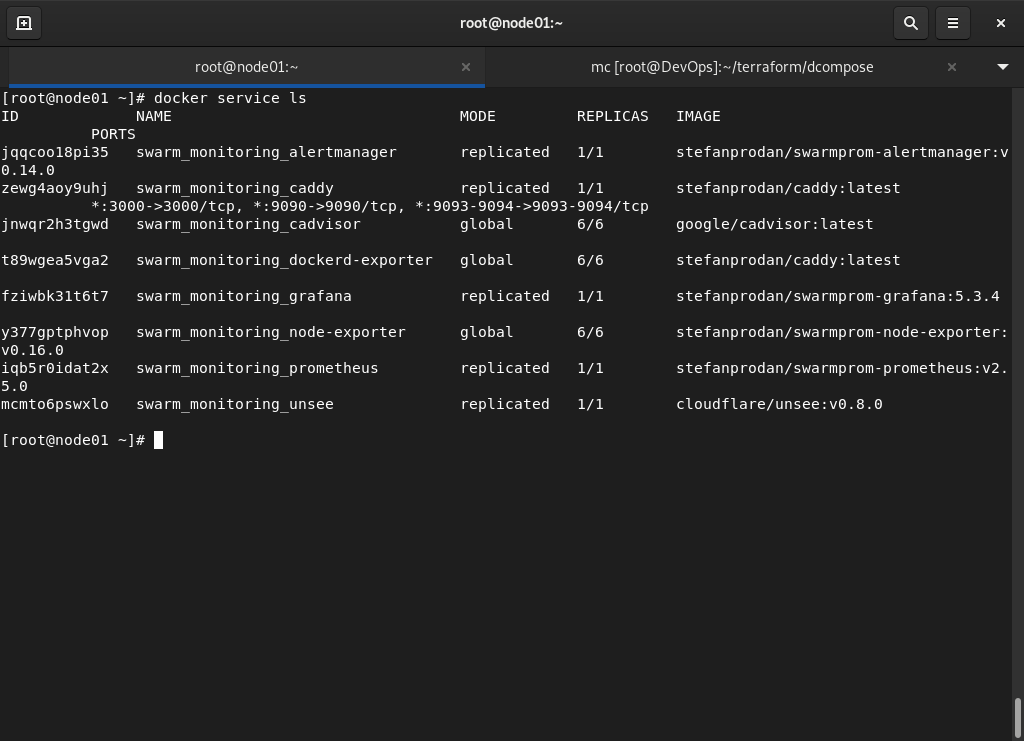 root@node01:~
root@node01:~
mc [root@DevOps]:~/terraform/dcompose
[root@node01 ~]# docker service ls
ID             NAME                                MODE         REPLICAS   IMAGE
          PORTS
jqqcoo18pi35   swarm_monitoring_alertmanager       replicated   1/1        stefanprodan/swarmprom-alertmanager:v
0.14.0
zewg4aoy9uhj   swarm_monitoring_caddy              replicated   1/1        stefanprodan/caddy:latest
          *:3000->3000/tcp, *:9090->9090/tcp, *:9093-9094->9093-9094/tcp
jnwqr2h3tgwd   swarm_monitoring_cadvisor           global       6/6        google/cadvisor:latest
t89wgea5vga2   swarm_monitoring_dockerd-exporter   global       6/6        stefanprodan/caddy:latest
fziwbk31t6t7   swarm_monitoring_grafana            replicated   1/1        stefanprodan/swarmprom-grafana:5.3.4
y377gptphvop   swarm_monitoring_node-exporter      global       6/6        stefanprodan/swarmprom-node-exporter:
v0.16.0
iqb5r0idat2x   swarm_monitoring_prometheus         replicated   1/1        stefanprodan/swarmprom-prometheus:v2.
5.0
mcmto6pswxlo   swarm_monitoring_unsee              replicated   1/1        cloudflare/unsee:v0.8.0
[root@node01 ~]#